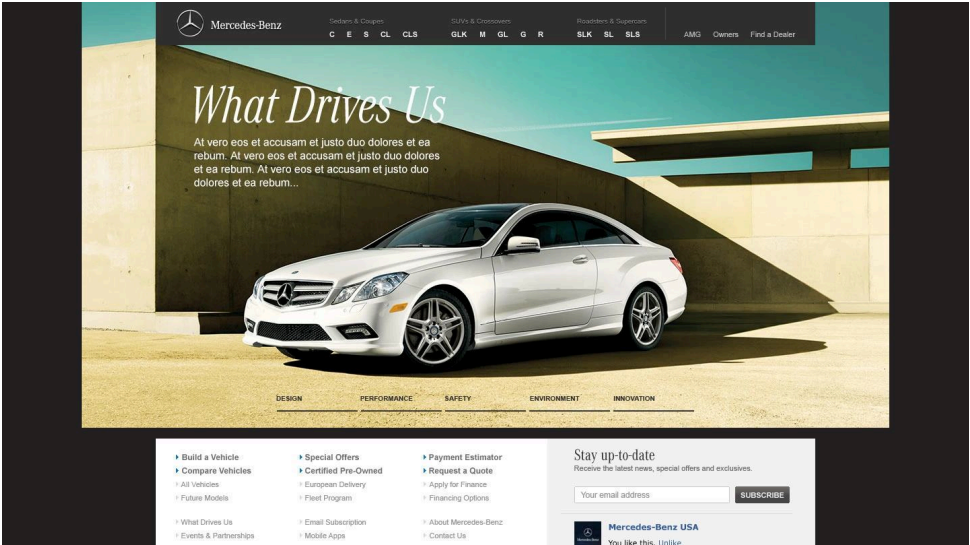 Mercedes-Benz
Sedans & Coupes
C E S CL CLS
SUVs & Crossovers
GLK M GL G R
Roadsters & Supercars
SLK SL SLS
AMG Owners Find a Dealer
What Drives Us
At vero eos et accusam et justo duo dolores et ea
rebum. At vero eos et accusam et justo duo dolores
et ea rebum. At vero eos et accusam et justo duo
dolores et ea rebum...
DESIGN PERFORMANCE SAFETY ENVIRONMENT INNOVATION
Build a Vehicle
Compare Vehicles
All Vehicles
Future Models
What Drives Us
Events & Partnerships
Special Offers
Certified Pre-Owned
European Delivery
Fleet Program
Email Subscription
Mobile Apps
Payment Estimator
Request a Quote
Apply for Finance
Financing Options
About Mercedes-Benz
Contact Us
Stay up-to-date
Receive the latest news, special offers and exclusives.
Your email address SUBSCRIBE
Mercedes-Benz USA
You like this. Unlike